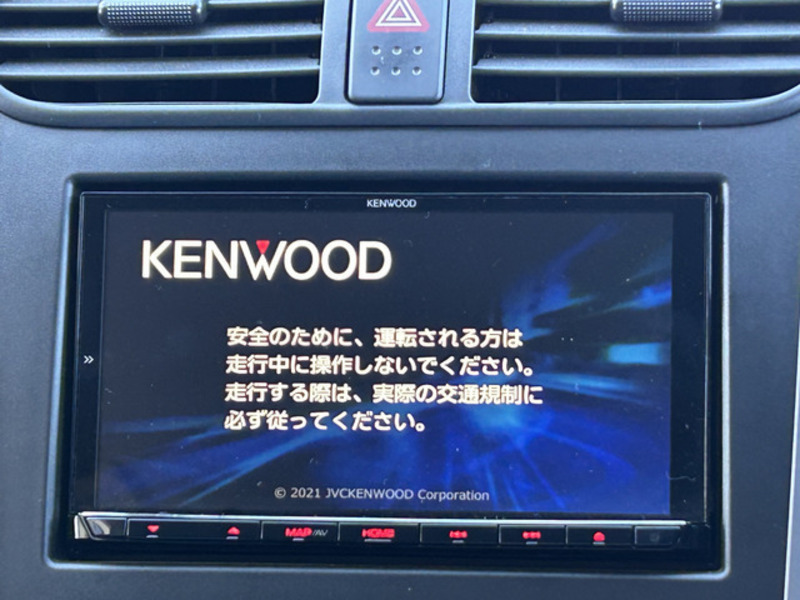 KENWOOD
KENWOOD
安全のために、運転される方は
走行中に操作しないでください。
走行する際は、実際の交通規制に
必ず従ってください。
© 2021 JVCKENWOOD Corporation
MAP/AV HOME